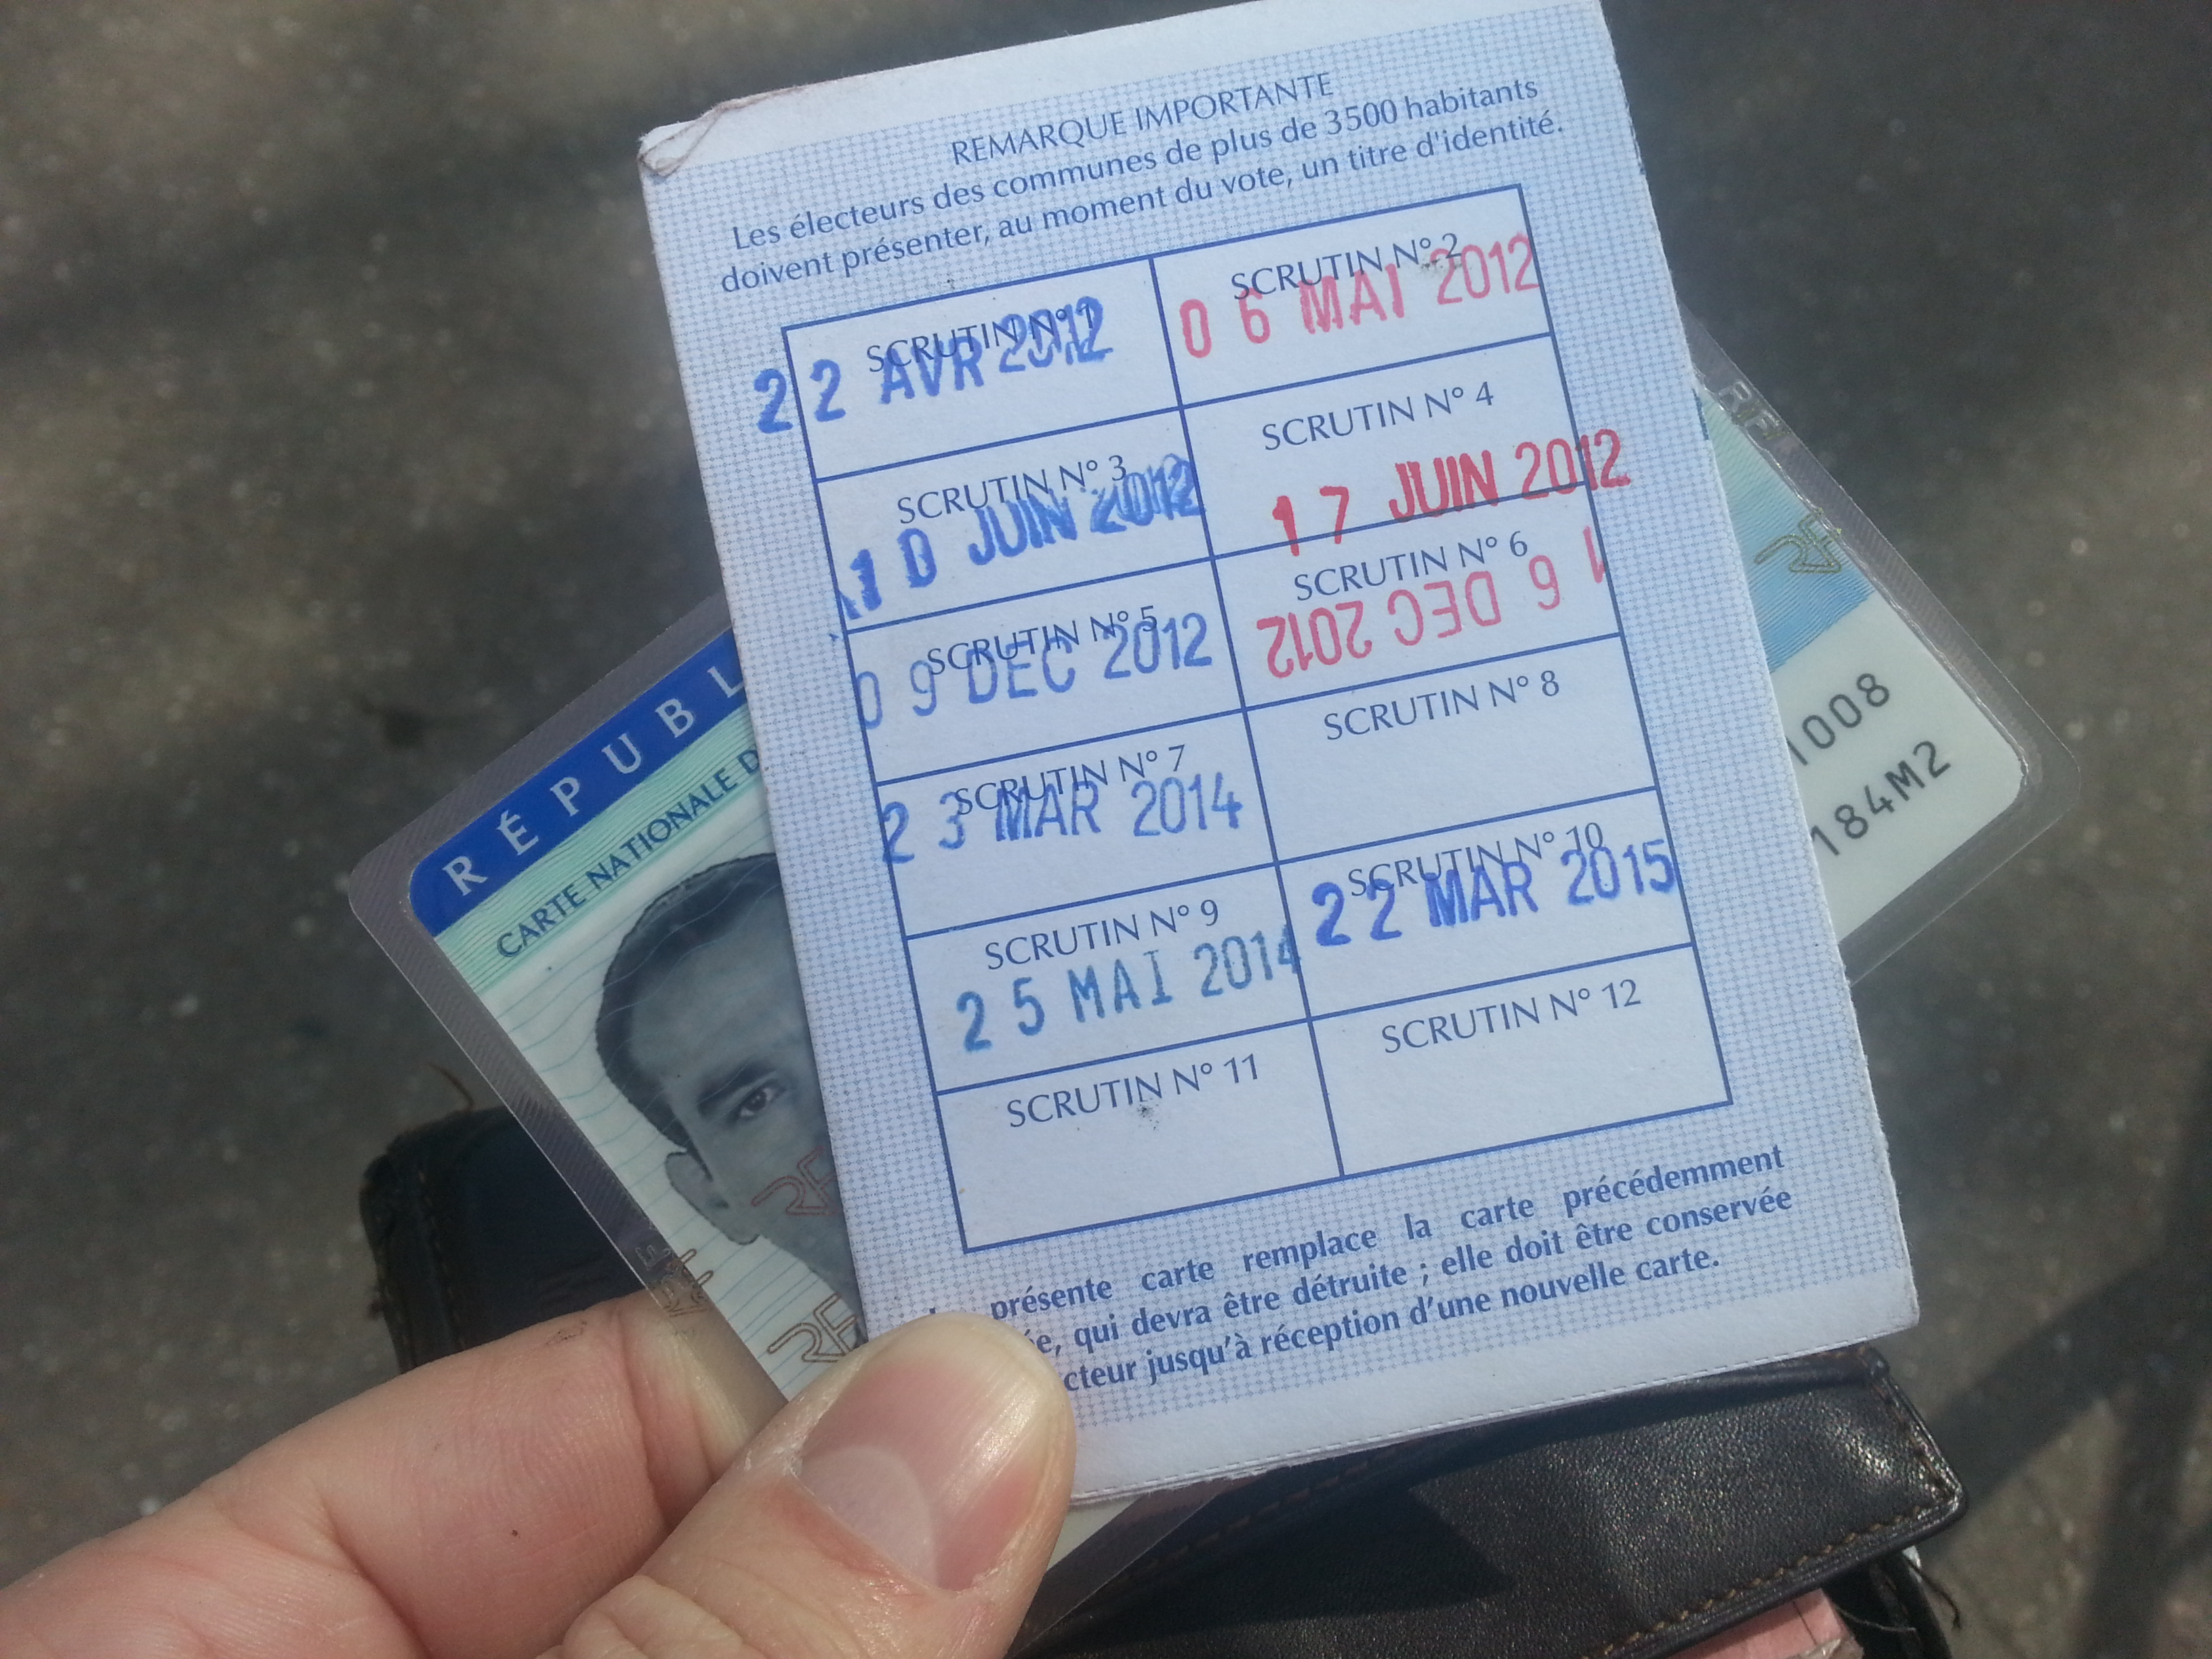 REMARQUE IMPORTANTE
Les électeurs des communes de plus de 3500 habitants
doivent présenter, au moment du vote, un titre d'identité.
SCRUTIN N° 1
22 AVR 2012
SCRUTIN N° 2
06 MAI 2012
SCRUTIN N° 3
10 JUIN 2012
SCRUTIN N° 4
17 JUIN 2012
SCRUTIN N° 5
09 DEC 2012
SCRUTIN N° 6
16 DEC 2012
SCRUTIN N° 7
23 MAR 2014
SCRUTIN N° 8
SCRUTIN N° 9
25 MAI 2014
SCRUTIN N° 10
22 MAR 2015
SCRUTIN N° 11
SCRUTIN N° 12
présente carte remplace la carte précédemment
ée, qui devra être détruite ; elle doit être conservée
cteur jusqu'à réception d'une nouvelle carte.
RÉPUBL
CARTE NATIONALE D
RF
RF
RF
1008
184M2